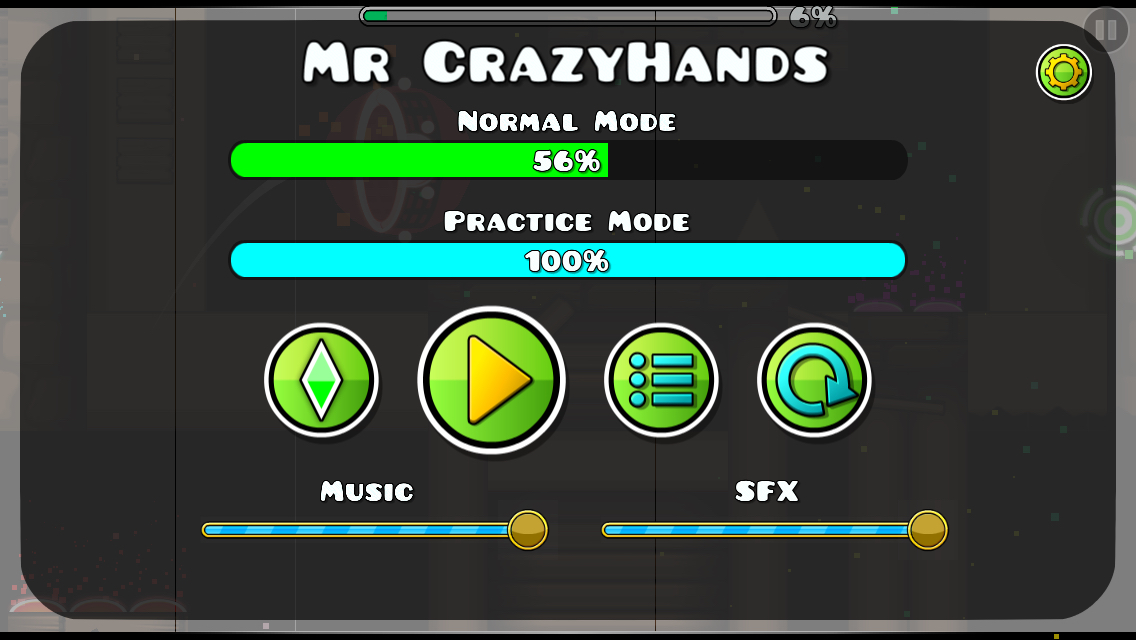 6%
Mr CrazyHands
Normal Mode
56%
Practice Mode
100%
Music
SFX